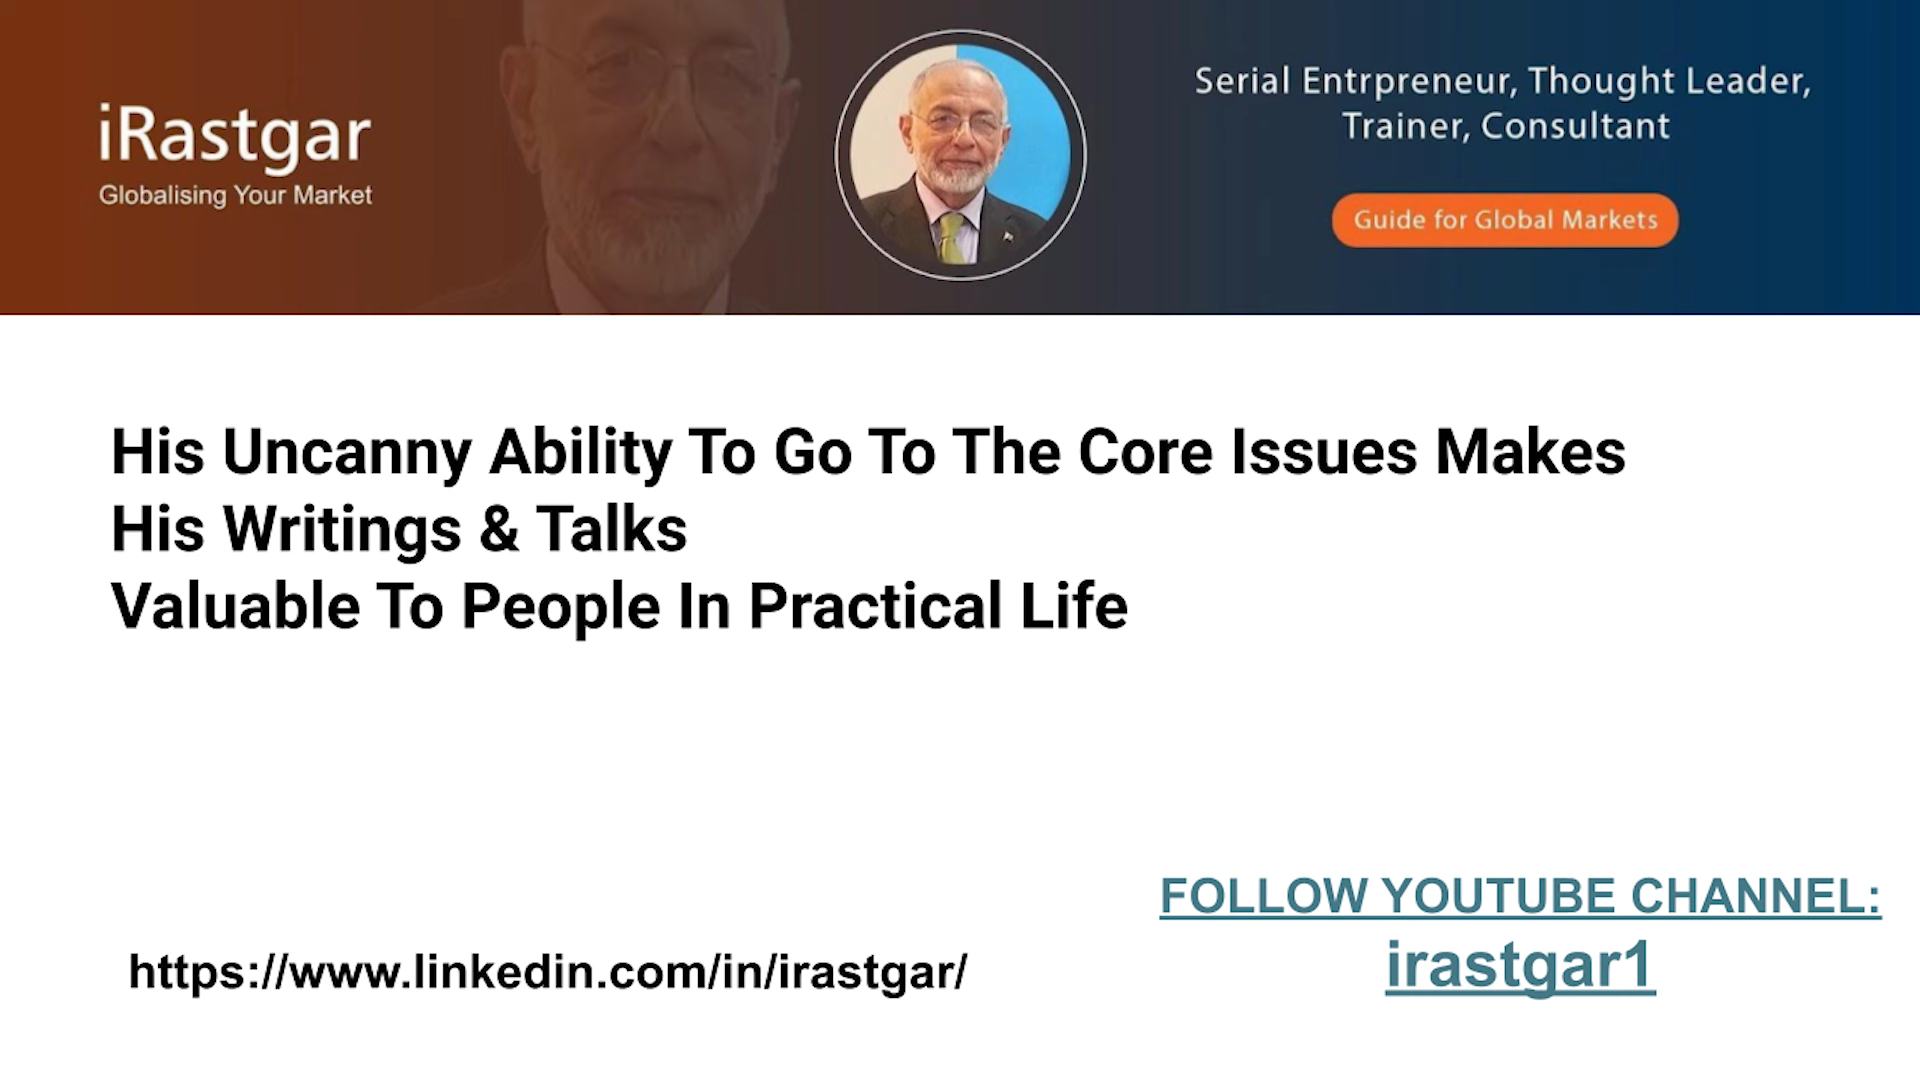 iRastgar
Globalising Your Market
Serial Entrpreneur, Thought Leader,
Trainer, Consultant
Guide for Global Markets
His Uncanny Ability To Go To The Core Issues Makes
His Writings & Talks
Valuable To People In Practical Life
FOLLOW YOUTUBE CHANNEL:
irastgar1
https://www.linkedin.com/in/irastgar/